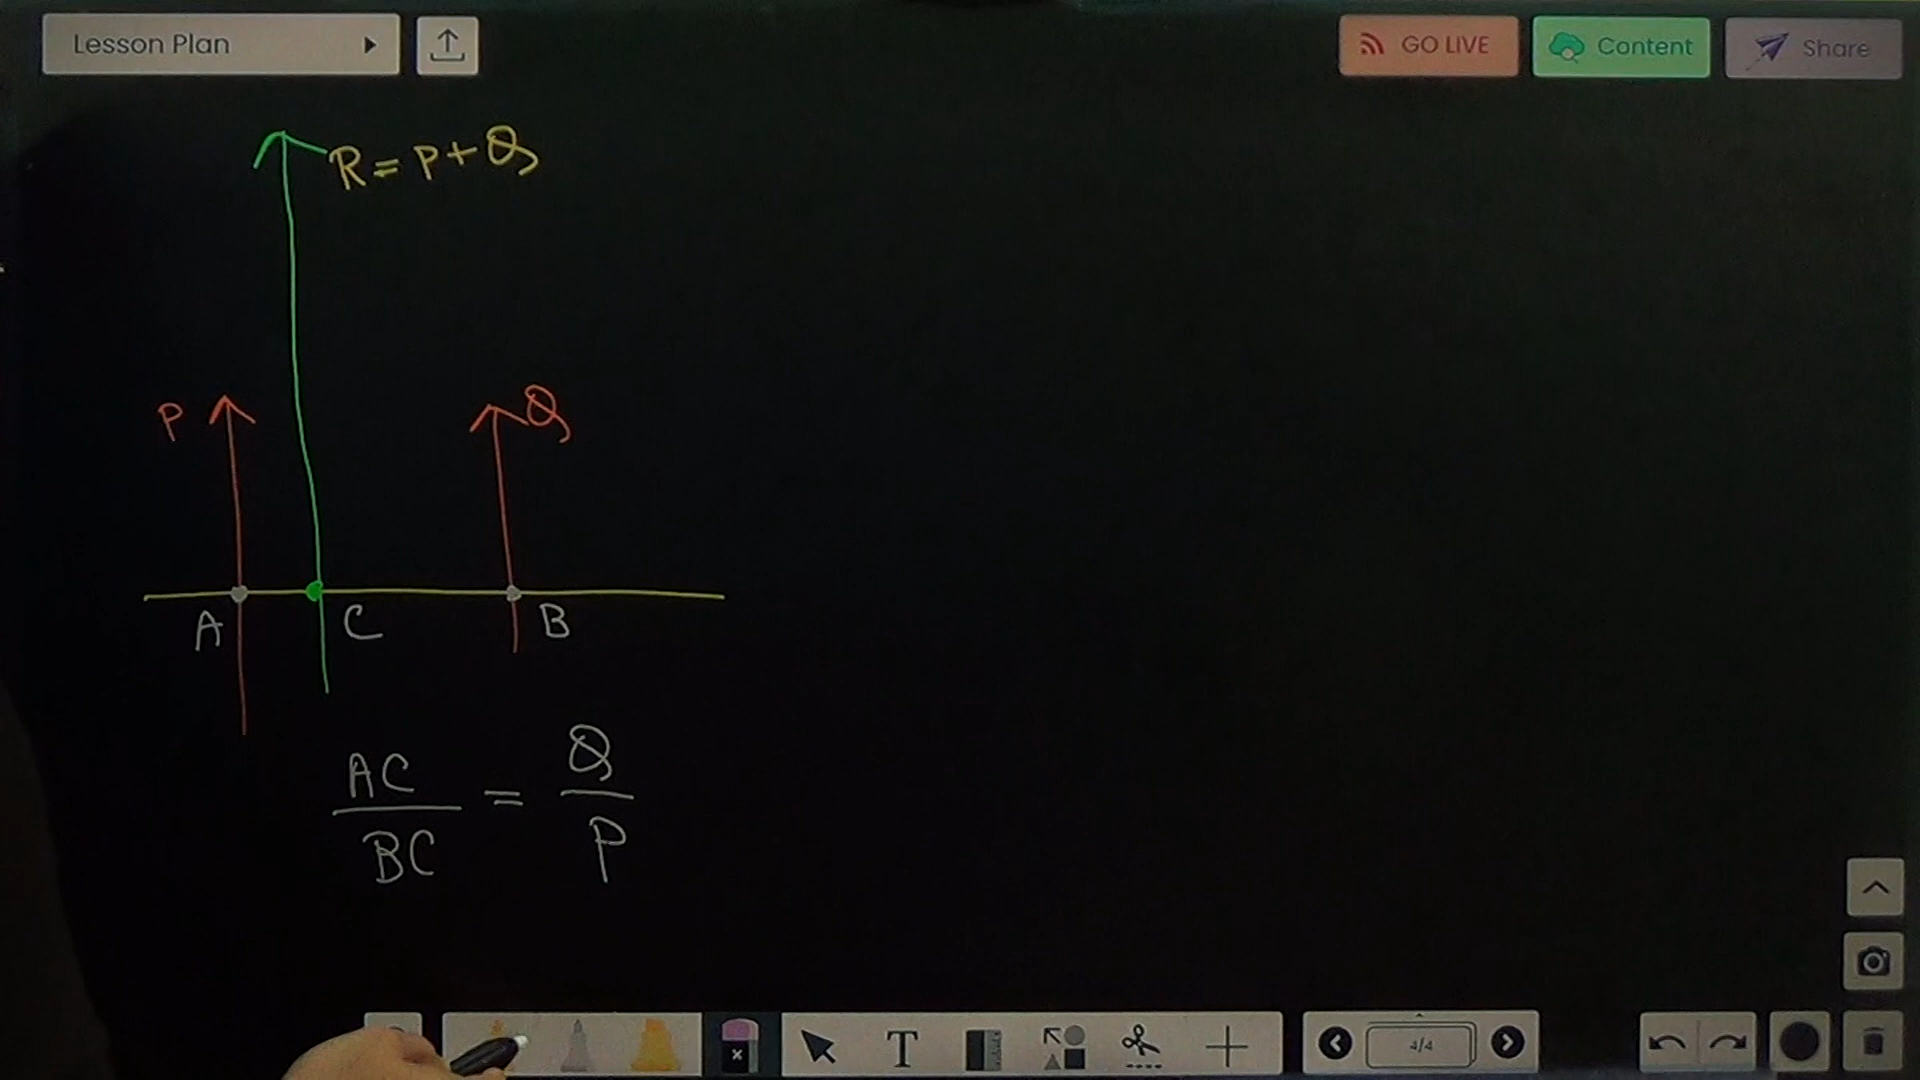 Lesson Plan
GO LIVE
Content
Share
R = P + Q
P
Q
A
C
B
AC
BC
=
Q
P
T
4/4